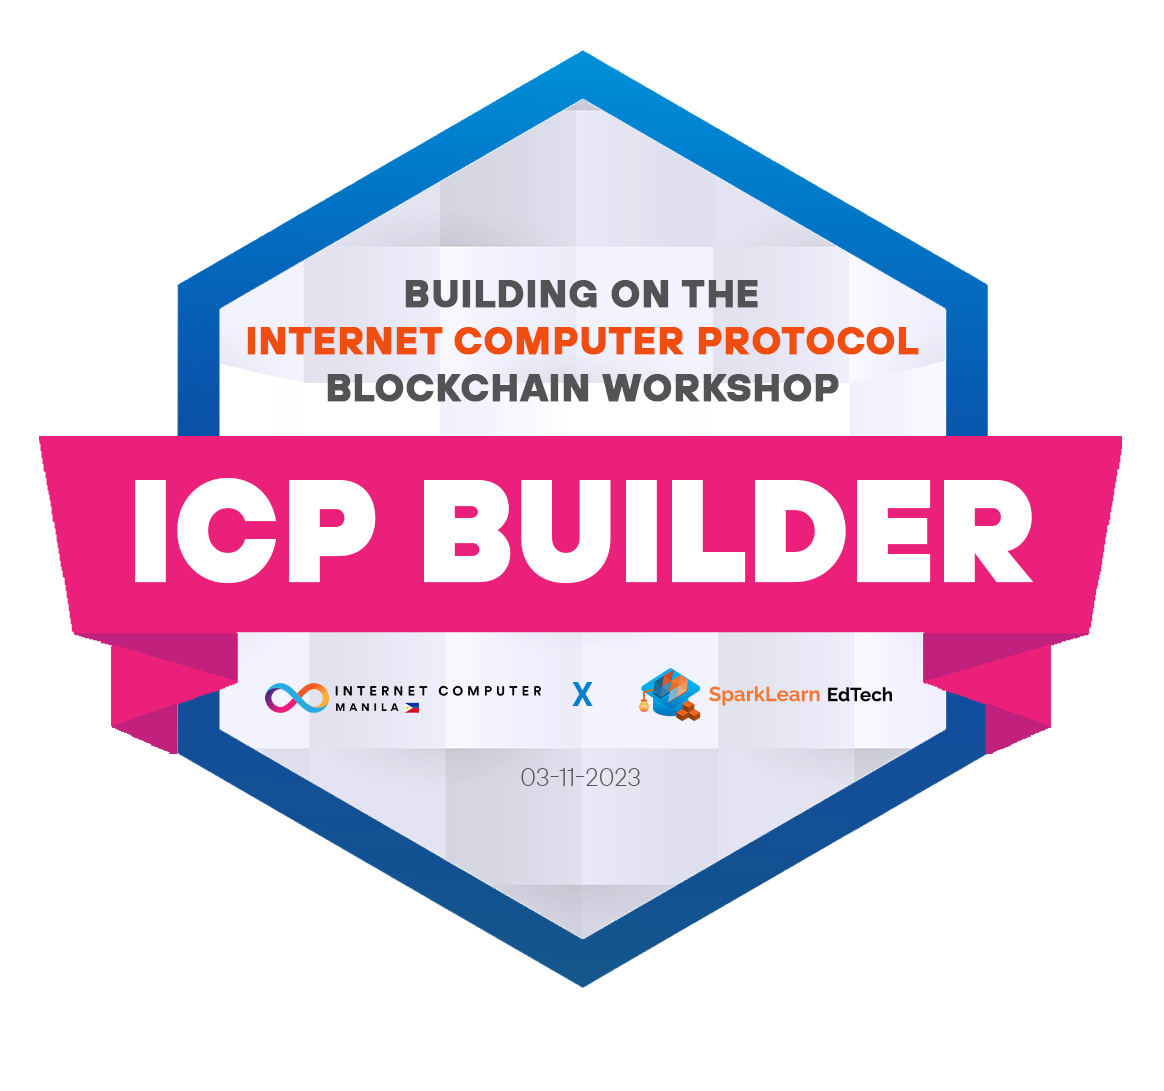 BUILDING ON THE
INTERNET COMPUTER PROTOCOL
BLOCKCHAIN WORKSHOP
ICP BUILDER
INTERNET COMPUTER
MANILA
X
SparkLearn EdTech
03-11-2023